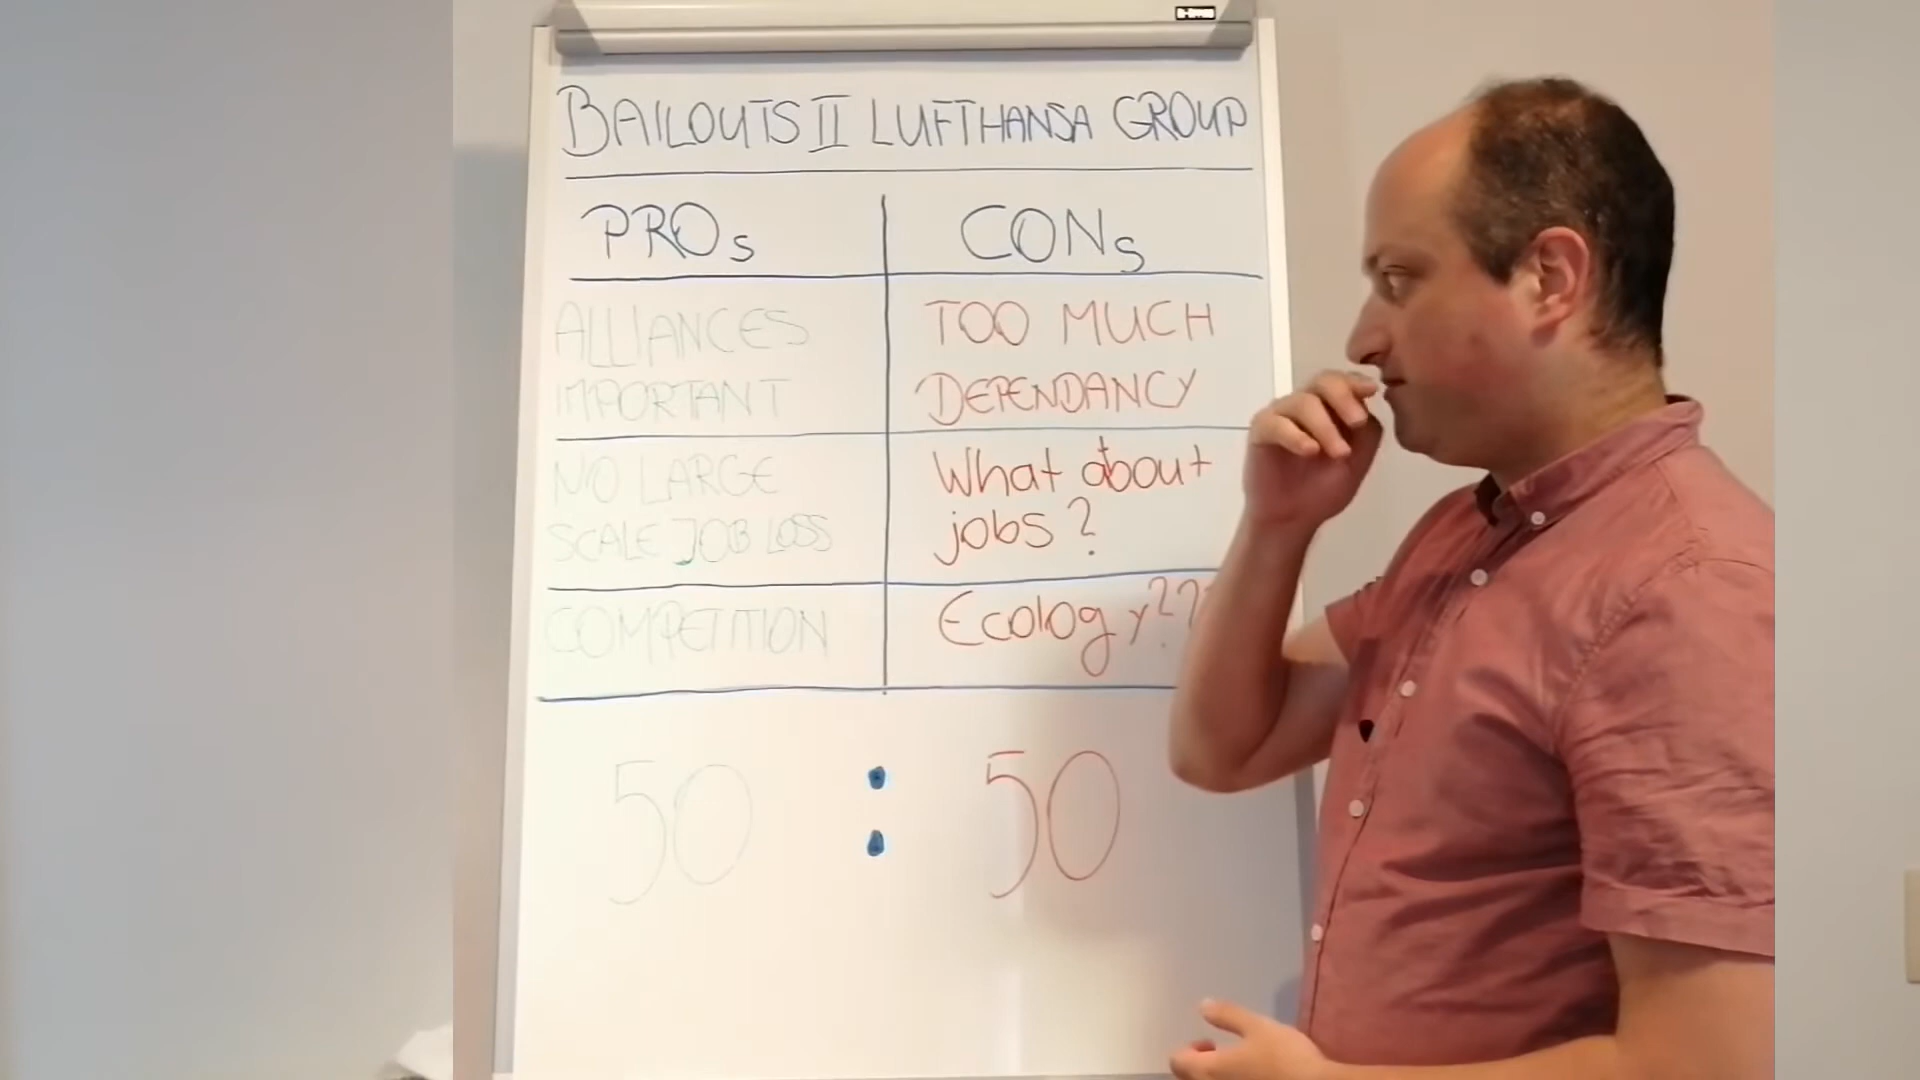 BAILOUTS II LUFTHANSA GROUP
PROs
CONs
ALLIANCES
IMPORTANT
TOO MUCH
DEPENDANCY
NO LARGE
SCALE JOB LOSS
What about
jobs?
COMPETITION
Ecology???
50 : 50